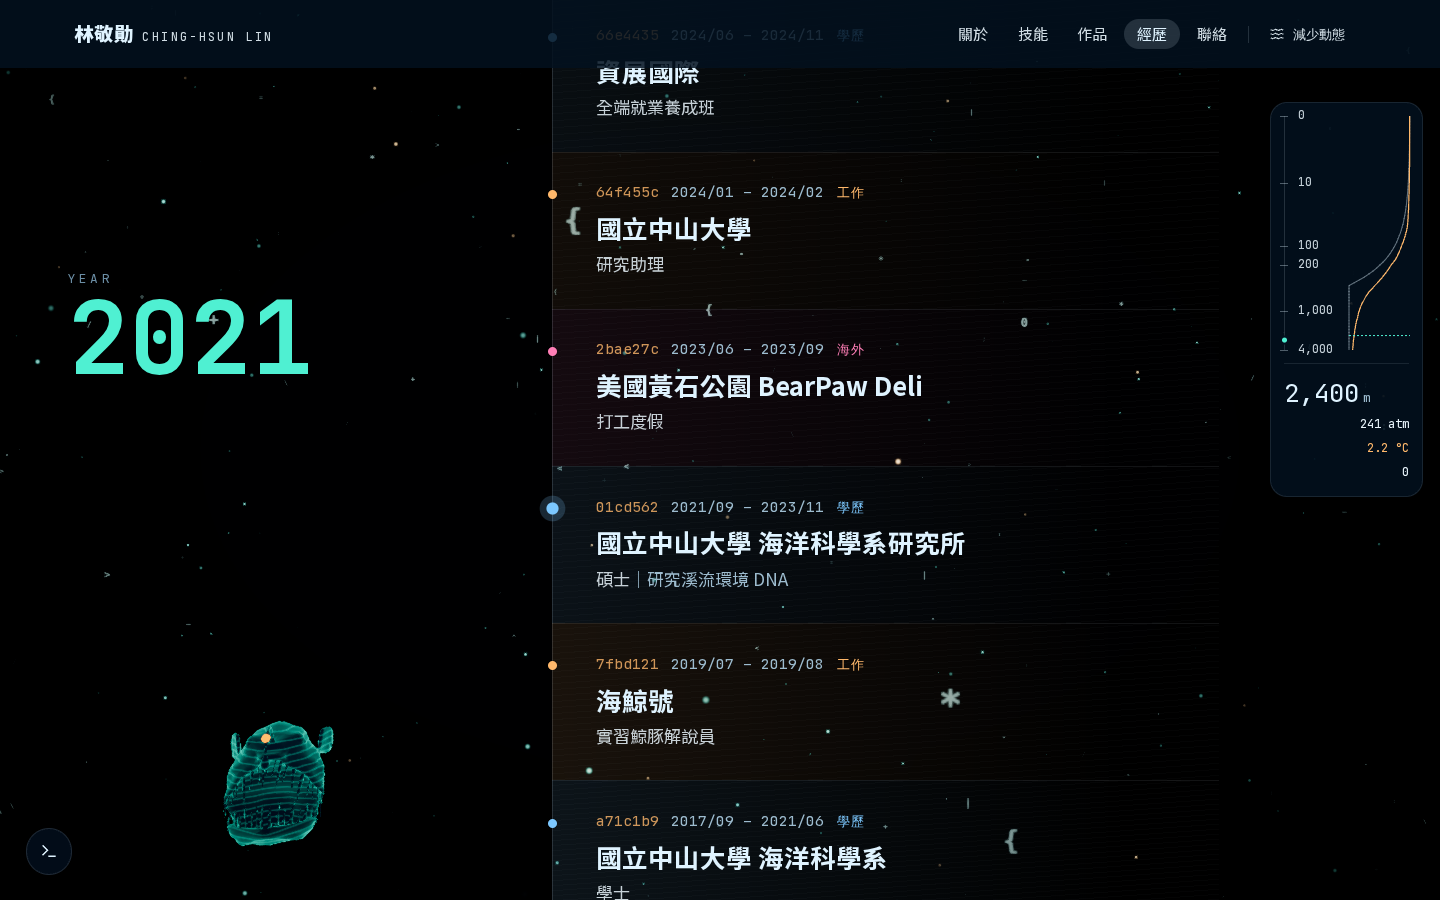 林敬勛 CHING-HSUN LIN
關於 技能 作品 經歷 聯絡 減少動態
66e4435 2024/06 — 2024/11 學歷
資展國際
全端就業養成班
64f455c 2024/01 — 2024/02 工作
國立中山大學
研究助理
2bae27c 2023/06 — 2023/09 海外
美國黃石公園 BearPaw Deli
打工度假
01cd562 2021/09 — 2023/11 學歷
國立中山大學 海洋科學系研究所
碩士｜研究溪流環境 DNA
7fbd121 2019/07 — 2019/08 工作
海鯨號
實習鯨豚解說員
a71c1b9 2017/09 — 2021/06 學歷
國立中山大學 海洋科學系
學士
YEAR
2021
0
10
100
200
1,000
4,000
2,400 m
241 atm
2.2 °C
0